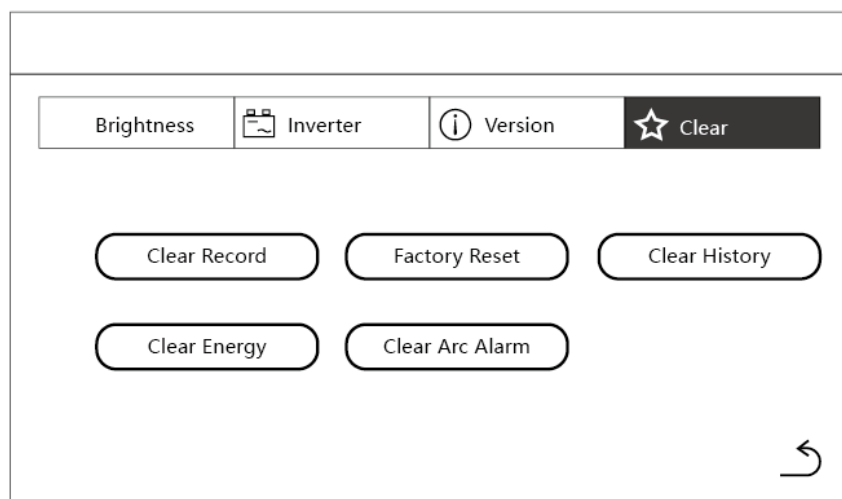 Brightness Inverter Version Clear
Clear Record Factory Reset Clear History
Clear Energy Clear Arc Alarm